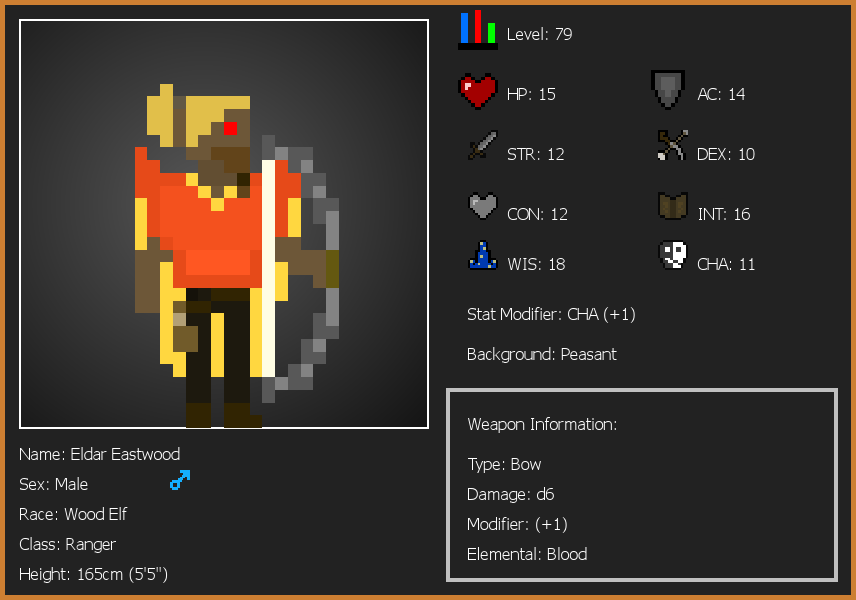 Level: 79
HP: 15
AC: 14
STR: 12
DEX: 10
CON: 12
INT: 16
WIS: 18
CHA: 11
Stat Modifier: CHA (+1)
Background: Peasant
Weapon Information:
Type: Bow
Damage: d6
Modifier: (+1)
Elemental: Blood
Name: Eldar Eastwood
Sex: Male
Race: Wood Elf
Class: Ranger
Height: 165cm (5'5")